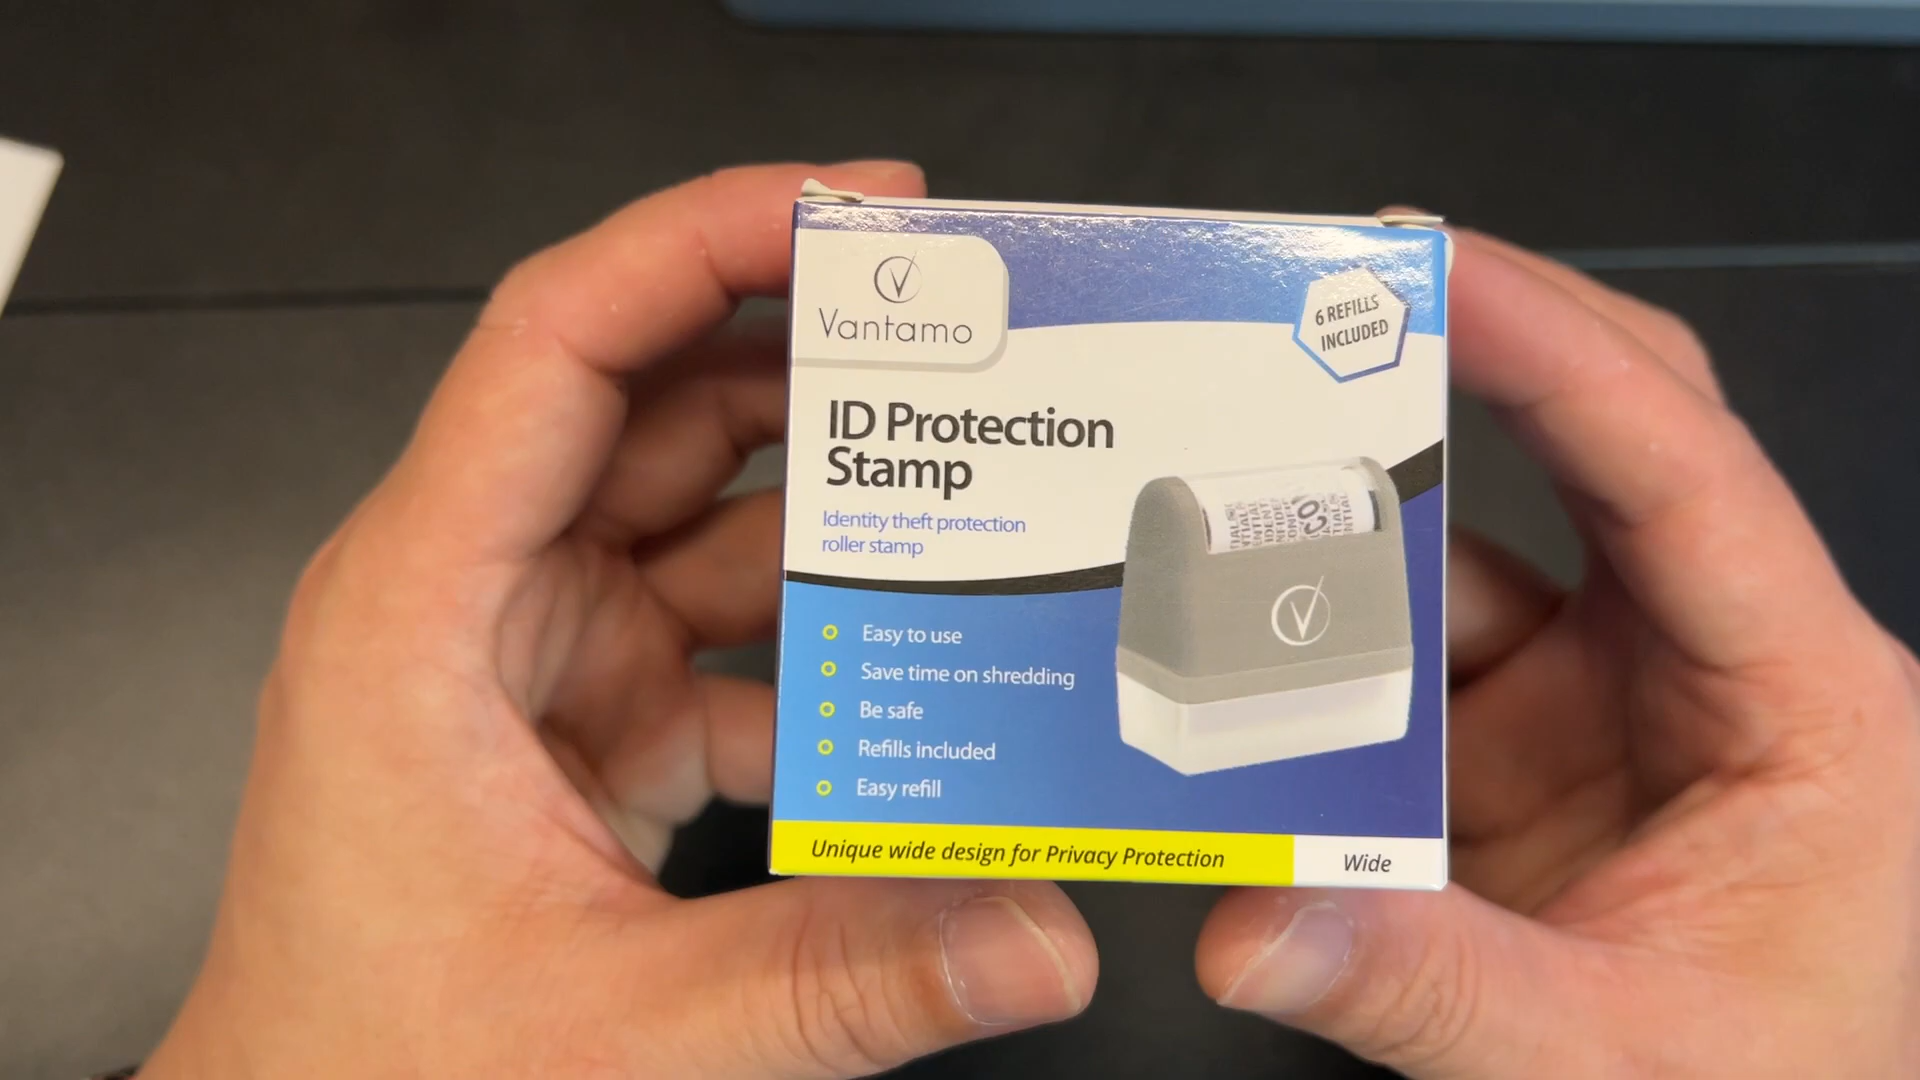 Vantamo
6 REFILLS
INCLUDED
ID Protection
Stamp
Identity theft protection
roller stamp
Easy to use
Save time on shredding
Be safe
Refills included
Easy refill
Unique wide design for Privacy Protection
Wide